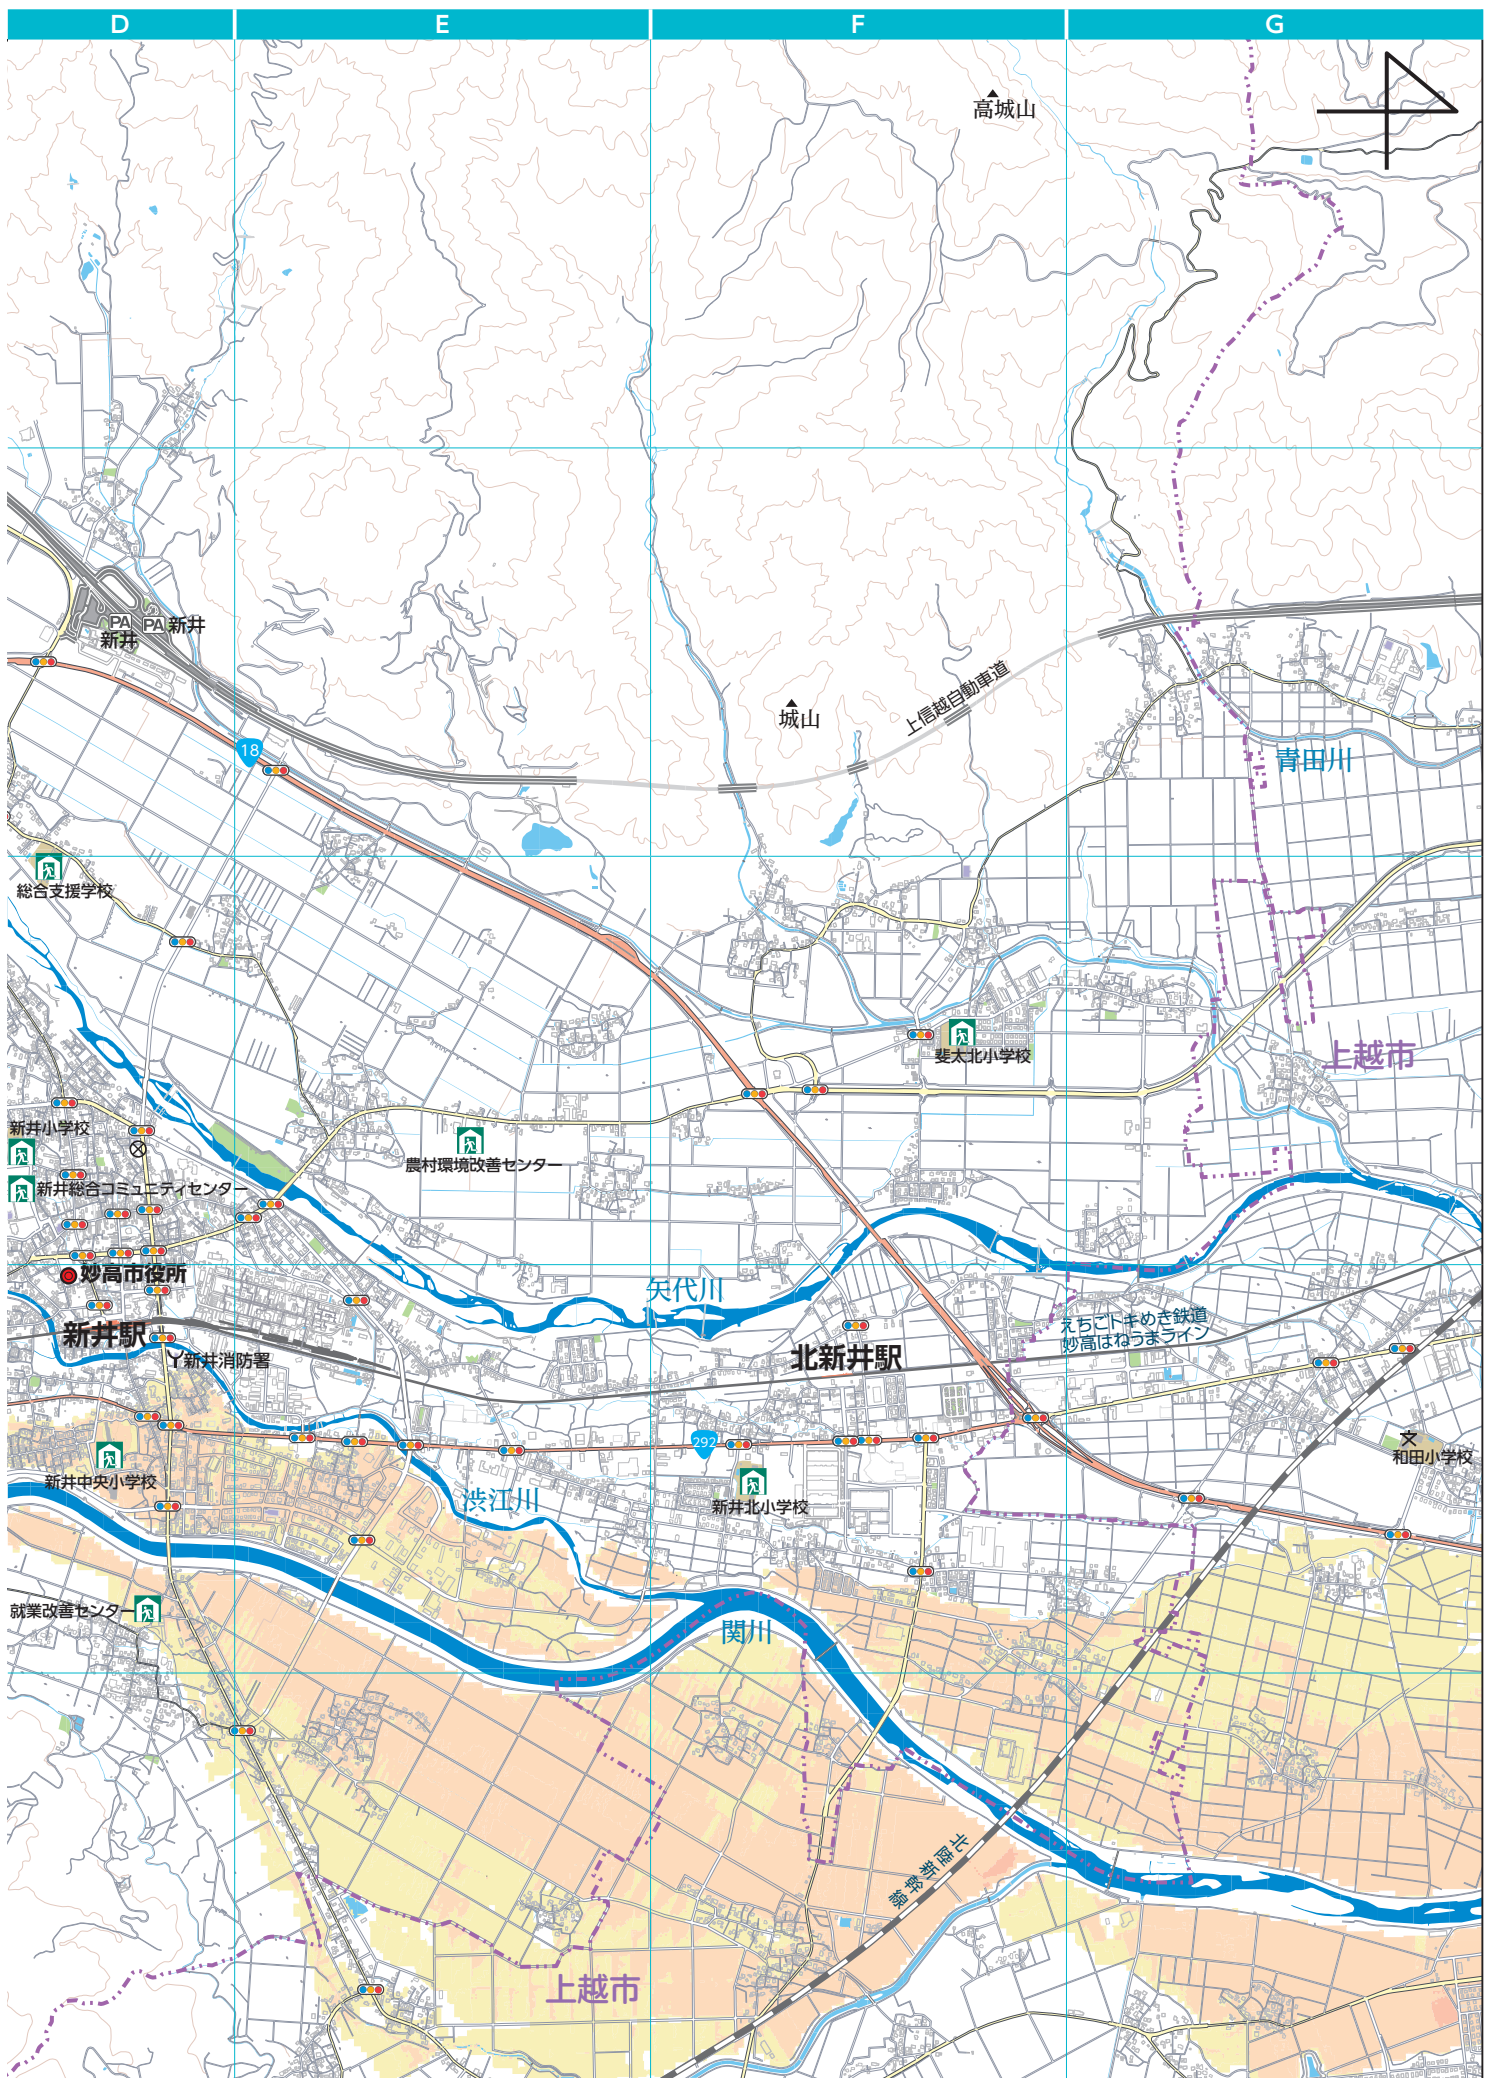 D E F G
高城山
PA
新井
PA 新井
城山
上信越自動車道
18
青田川
総合支援学校
斐太北小学校
上越市
新井小学校
農村環境改善センター
新井総合コミュニティセンター
妙高市役所
矢代川
えちごトキめき鉄道
妙高はねうまライン
新井駅
新井消防署
北新井駅
292
和田小学校
新井中央小学校
渋江川
新井北小学校
就業改善センター
関川
北陸新幹線
上越市